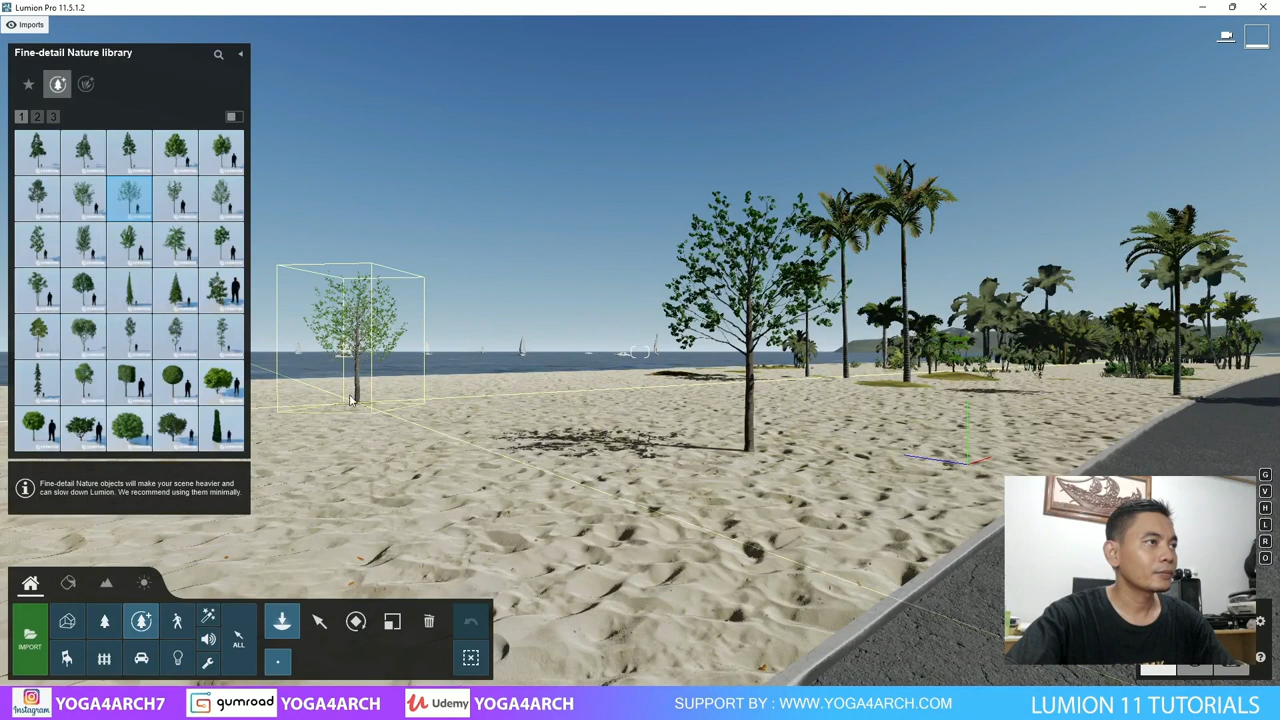 Lumion Pro 11.5.1.2
Imports
Fine-detail Nature library
1 2 3
Fine-detail Nature objects will make your scene heavier and
can slow down Lumion. We recommend using them minimally.
IMPORT
ALL
G
V
H
L
R
O
Instagram YOGA4ARCH7 gumroad YOGA4ARCH Udemy YOGA4ARCH SUPPORT BY : WWW.YOGA4ARCH.COM LUMION 11 TUTORIALS